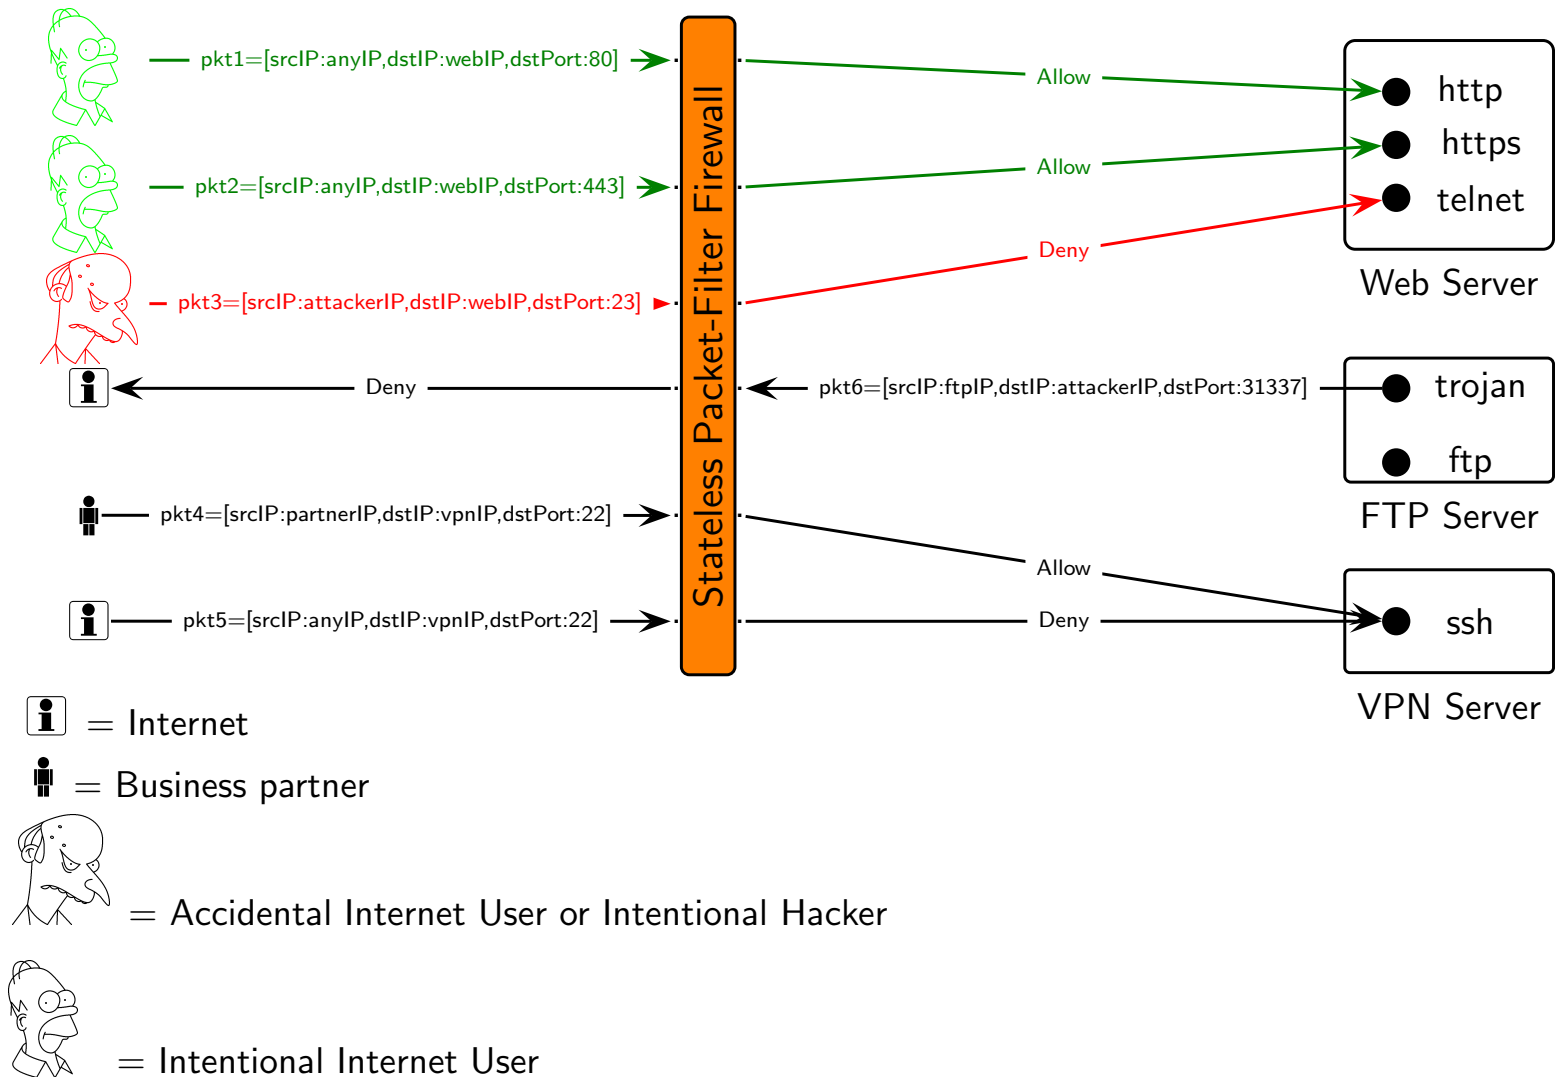 pkt1=[srcIP:anyIP,dstIP:webIP,dstPort:80]
Allow
http
pkt2=[srcIP:anyIP,dstIP:webIP,dstPort:443]
Allow
https
pkt3=[srcIP:attackerIP,dstIP:webIP,dstPort:23]
Deny
telnet
Web Server
Stateless Packet-Filter Firewall
Deny
pkt6=[srcIP:ftpIP,dstIP:attackerIP,dstPort:31337]
trojan
ftp
FTP Server
pkt4=[srcIP:partnerIP,dstIP:vpnIP,dstPort:22]
Allow
pkt5=[srcIP:anyIP,dstIP:vpnIP,dstPort:22]
Deny
ssh
VPN Server
= Internet
= Business partner
= Accidental Internet User or Intentional Hacker
= Intentional Internet User